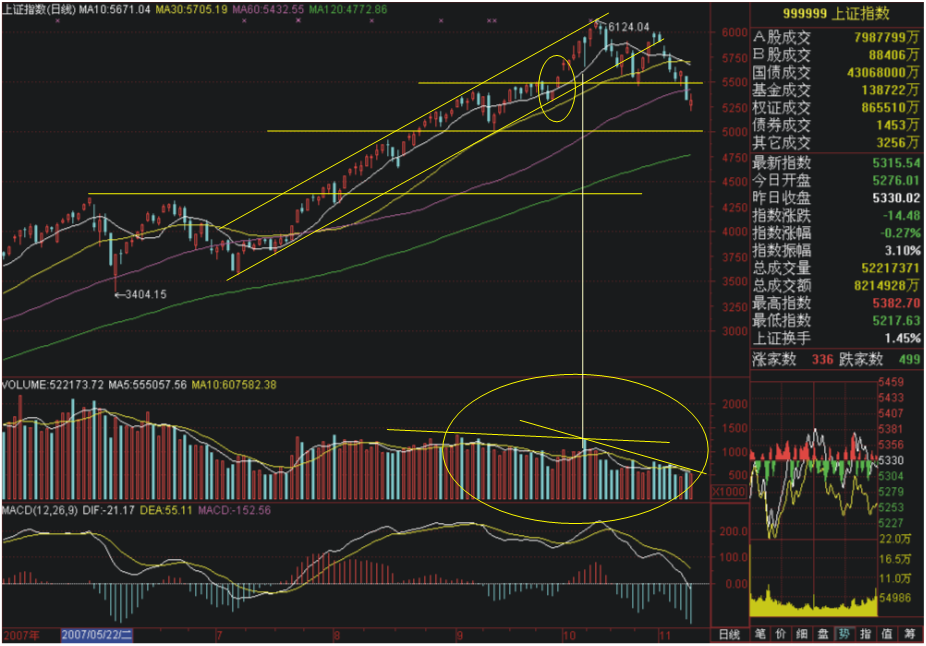 上证指数(日线) MA10:5671.04 MA30:5705.19 MA60:5432.55 MA120:4772.86
6124.04
3404.15
6000
5750
5500
5250
5000
4750
4500
4250
4000
3750
3500
3250
3000
VOLUME:522173.72 MA5:555057.56 MA10:607582.38
2000
1500
1000
500
X1000
MACD(12,26,9) DIF:-21.17 DEA:55.11 MACD:-152.56
200.0
100.0
0.00
2007年 2007/05/22/二 7 8 9 10 11 日线
999999 上证指数
A股成交 7987799万
B股成交 88406万
国债成交 43068000万
基金成交 138722万
权证成交 865510万
债券成交 1453万
其它成交 3256万
最新指数 5315.54
今日开盘 5276.01
昨日收盘 5330.02
指数涨跌 -14.48
指数涨幅 -0.27%
指数振幅 3.10%
总成交量 52217371
总成交额 8214928万
最高指数 5382.70
最低指数 5217.63
上证换手 1.45%
涨家数 336 跌家数 499
5459
5433
5407
5381
5356
5330
5304
5279
5253
5227
22.0万
16.5万
11.0万
54986
笔 价 细 盘 势 指 值 筹